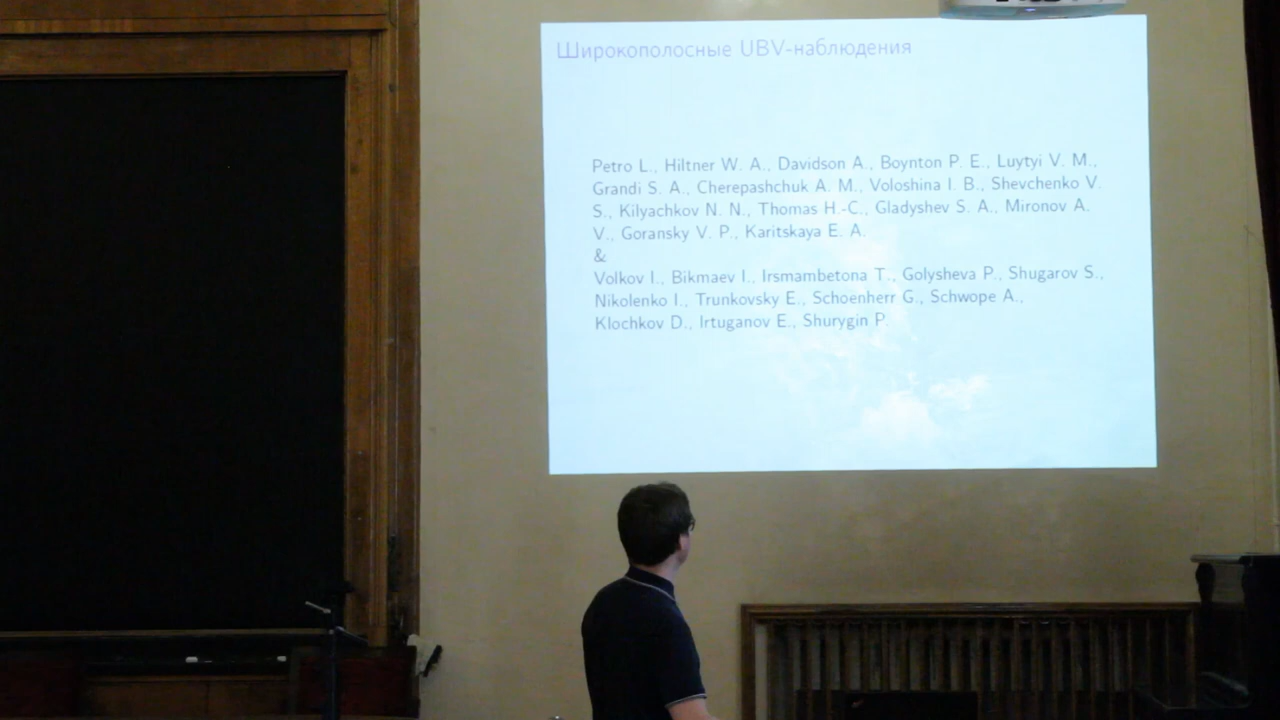 Широкополосные UBV-наблюдения
Petro L., Hiltner W. A., Davidson A., Boynton P. E., Luytyi V. M.,
Grandi S. A., Cherepashchuk A. M., Voloshina I. B., Shevchenko V.
S., Kilyachkov N. N., Thomas H.-C., Gladyshev S. A., Mironov A.
V., Goransky V. P., Karitskaya E. A.
&
Volkov I., Bikmaev I., Irsmambetona T., Golysheva P., Shugarov S.,
Nikolenko I., Trunkovsky E., Schoenherr G., Schwope A.,
Klochkov D., Irtuganov E., Shurygin P.